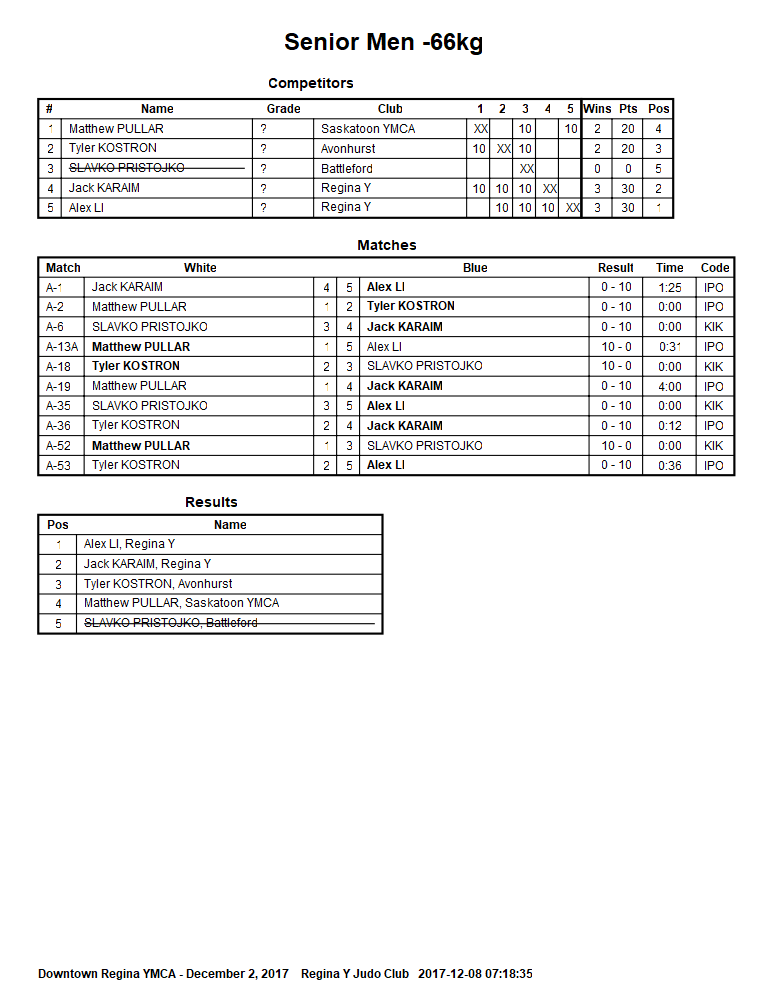 Senior Men -66kg
Competitors
# Name Grade Club 1 2 3 4 5 Wins Pts Pos
1 Matthew PULLAR ? Saskatoon YMCA XX 10 10 2 20 4
2 Tyler KOSTRON ? Avonhurst 10 XX 10 2 20 3
3 SLAVKO PRISTOJKO ? Battleford XX 0 0 5
4 Jack KARAIM ? Regina Y 10 10 10 XX 3 30 2
5 Alex LI ? Regina Y 10 10 10 XX 3 30 1
Matches
Match White Blue Result Time Code
A-1 Jack KARAIM 4 5 Alex LI 0 - 10 1:25 IPO
A-2 Matthew PULLAR 1 2 Tyler KOSTRON 0 - 10 0:00 IPO
A-6 SLAVKO PRISTOJKO 3 4 Jack KARAIM 0 - 10 0:00 KIK
A-13A Matthew PULLAR 1 5 Alex LI 10 - 0 0:31 IPO
A-18 Tyler KOSTRON 2 3 SLAVKO PRISTOJKO 10 - 0 0:00 KIK
A-19 Matthew PULLAR 1 4 Jack KARAIM 0 - 10 4:00 IPO
A-35 SLAVKO PRISTOJKO 3 5 Alex LI 0 - 10 0:00 KIK
A-36 Tyler KOSTRON 2 4 Jack KARAIM 0 - 10 0:12 IPO
A-52 Matthew PULLAR 1 3 SLAVKO PRISTOJKO 10 - 0 0:00 KIK
A-53 Tyler KOSTRON 2 5 Alex LI 0 - 10 0:36 IPO
Results
Pos Name
1 Alex LI, Regina Y
2 Jack KARAIM, Regina Y
3 Tyler KOSTRON, Avonhurst
4 Matthew PULLAR, Saskatoon YMCA
5 SLAVKO PRISTOJKO, Battleford
Downtown Regina YMCA - December 2, 2017 Regina Y Judo Club 2017-12-08 07:18:35